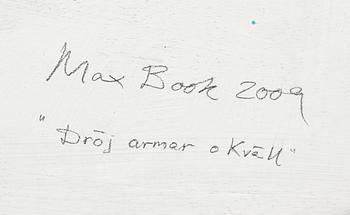 Max Book 2009
"Dröj armar o Kväll"